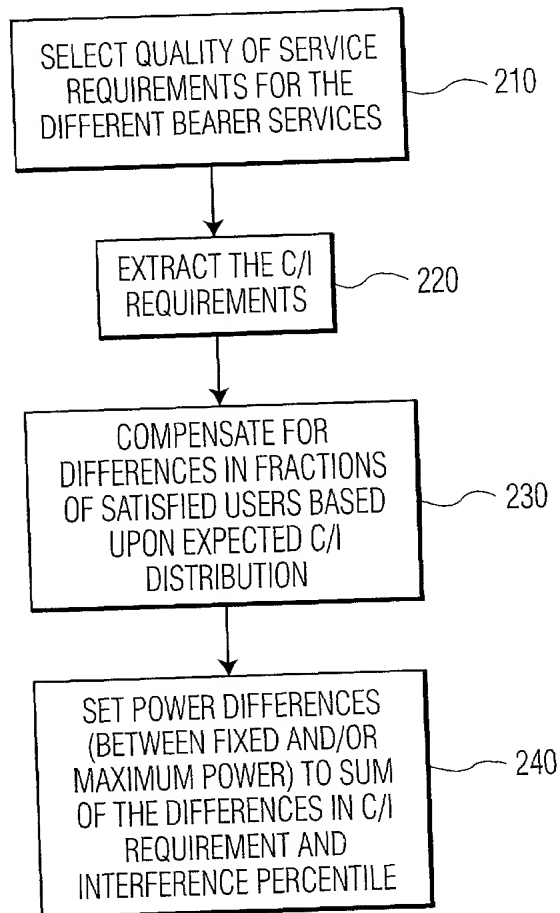 SELECT QUALITY OF SERVICE
REQUIREMENTS FOR THE
DIFFERENT BEARER SERVICES
210
EXTRACT THE C/I
REQUIREMENTS
220
COMPENSATE FOR
DIFFERENCES IN FRACTIONS
OF SATISFIED USERS BASED
UPON EXPECTED C/I
DISTRIBUTION
230
SET POWER DIFFERENCES
(BETWEEN FIXED AND/OR
MAXIMUM POWER) TO SUM
OF THE DIFFERENCES IN C/I
REQUIREMENT AND
INTERFERENCE PERCENTILE
240